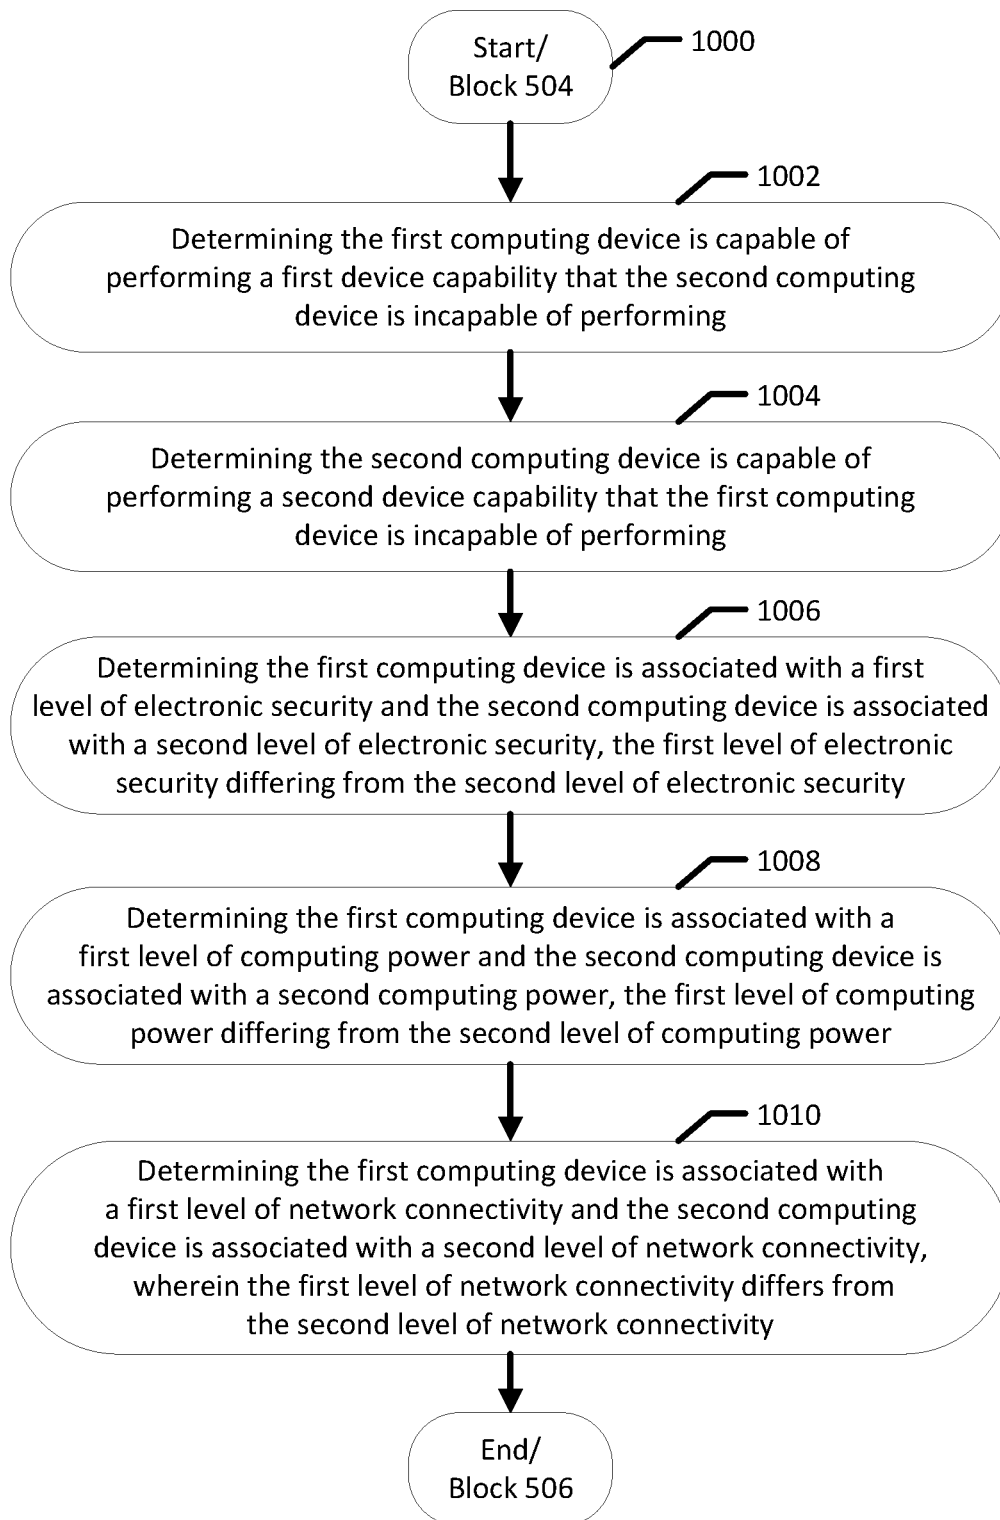 Start/
Block 504
1000
1002
Determining the first computing device is capable of
performing a first device capability that the second computing
device is incapable of performing
1004
Determining the second computing device is capable of
performing a second device capability that the first computing
device is incapable of performing
1006
Determining the first computing device is associated with a first
level of electronic security and the second computing device is associated
with a second level of electronic security, the first level of electronic
security differing from the second level of electronic security
1008
Determining the first computing device is associated with a
first level of computing power and the second computing device is
associated with a second computing power, the first level of computing
power differing from the second level of computing power
1010
Determining the first computing device is associated with
a first level of network connectivity and the second computing
device is associated with a second level of network connectivity,
wherein the first level of network connectivity differs from
the second level of network connectivity
End/
Block 506